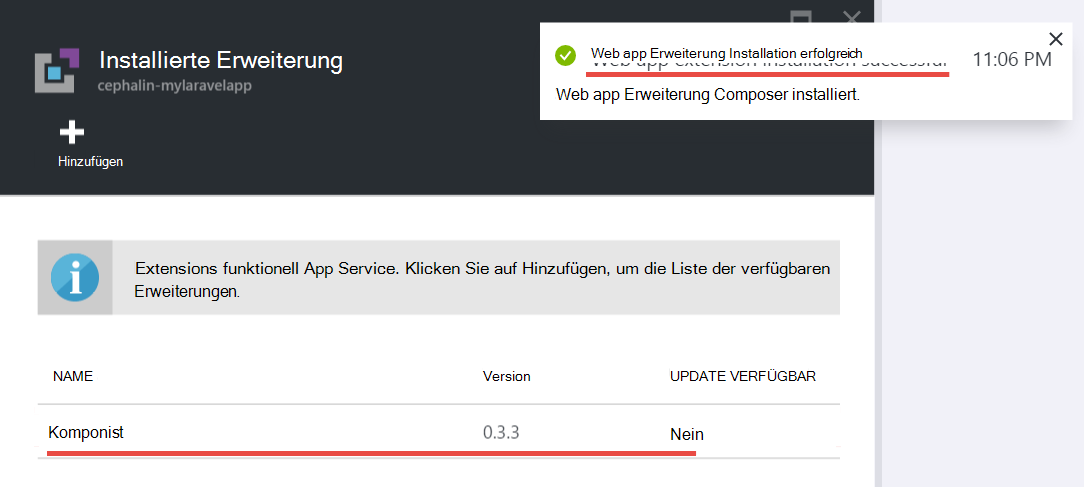 Installierte Erweiterung
cephalin-mylaravelapp
Hinzufügen
Web app Erweiterung Installation erfolgreich
Web app extension installation successful
11:06 PM
Web app Erweiterung Composer installiert.
Extensions funktionell App Service. Klicken Sie auf Hinzufügen, um die Liste der verfügbaren
Erweiterungen.
NAME Version UPDATE VERFÜGBAR
Komponist 0.3.3 Nein